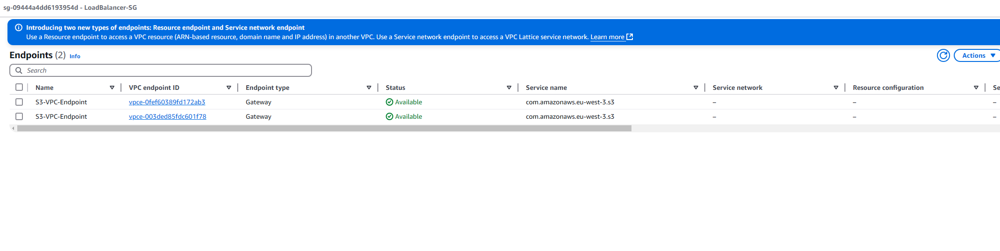 sg-09444a4dd6193954d - LoadBalancer-SG
Introducing two new types of endpoints: Resource endpoint and Service network endpoint
Use a Resource endpoint to access a VPC resource (ARN-based resource, domain name and IP address) in another VPC. Use a Service network endpoint to access a VPC Lattice service network. Learn more
Endpoints (2) Info
Actions
Search
Name VPC endpoint ID Endpoint type Status Service name Service network Resource configuration Se
S3-VPC-Endpoint vpce-0fef60389fd172ab3 Gateway Available com.amazonaws.eu-west-3.s3 – – –
S3-VPC-Endpoint vpce-003ded85fdc601f78 Gateway Available com.amazonaws.eu-west-3.s3 – – –